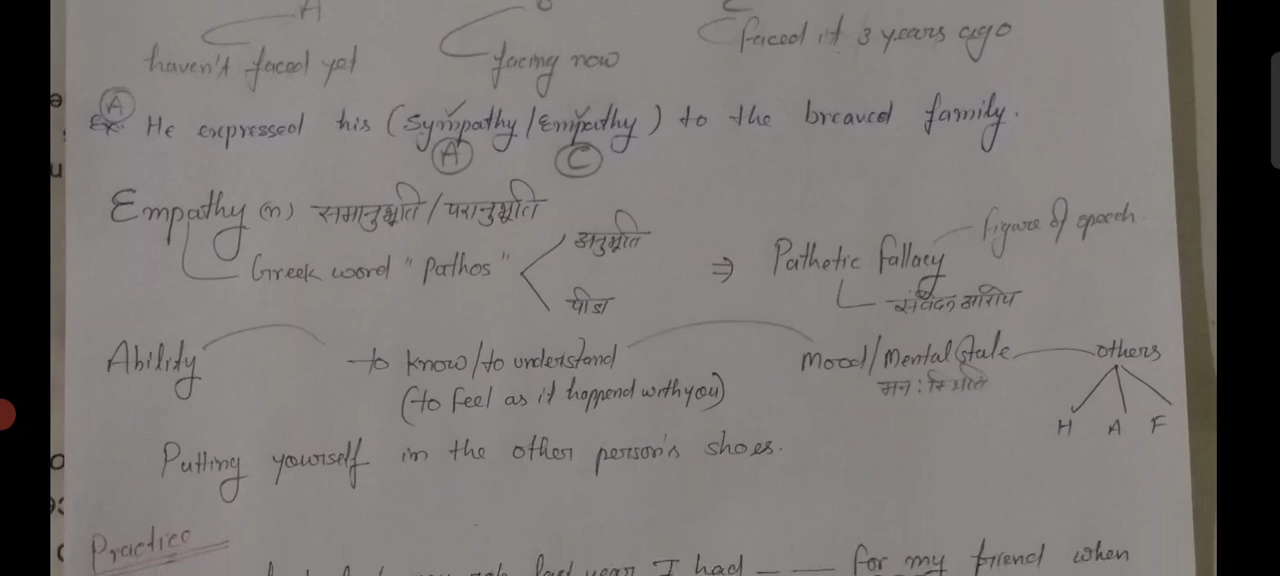 A
haven't faced yet facing now faced it 3 years ago
A
Ex. He expressed his (Sympathy/Empathy) to the breaved family.
A C
Empathy (n) समानुभूति/परानुभूति
Greek word "Pathos" अनुभूति पीडा ⇒ Pathetic fallacy figure of speech.
संवेदन आरोप
Ability to know/to understand Mood/Mental State others
(to feel as it happend with you) मन:स्थिति
H A F
Putting yourself in the other person's shoes.
Practice
last year I had _ _ for my friend when